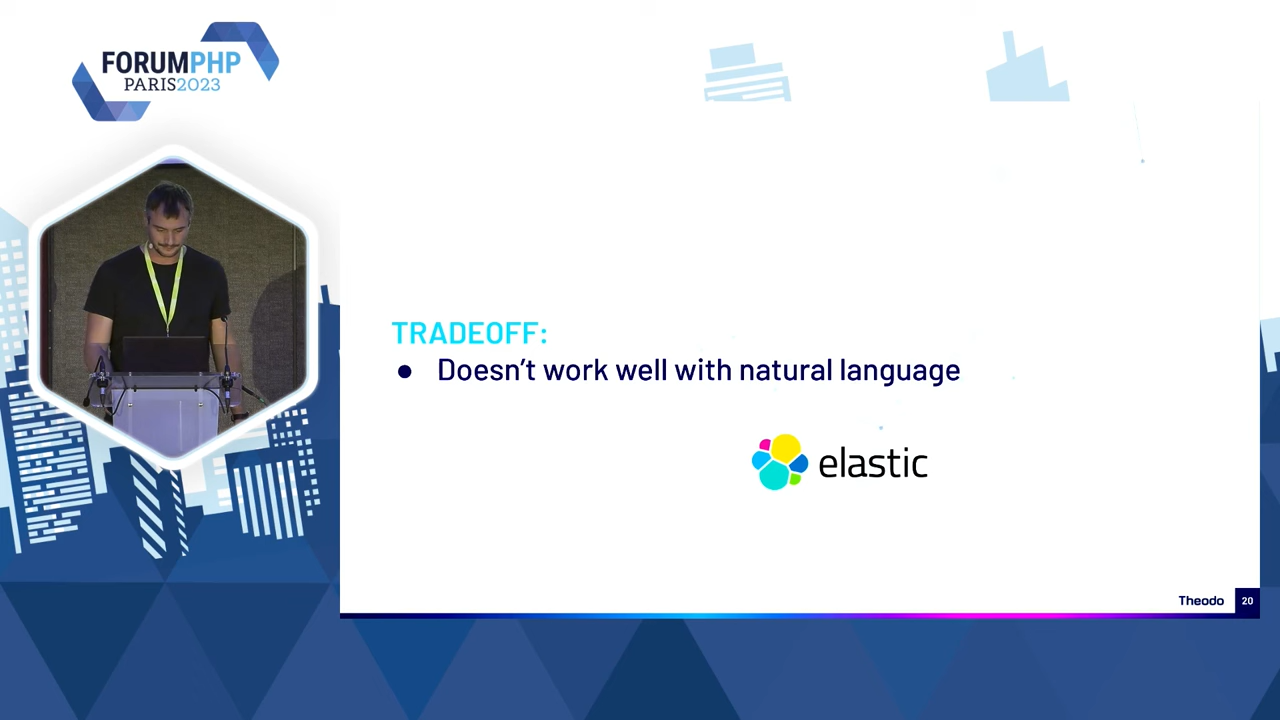 FORUMPHP
PARIS2023
TRADEOFF:
● Doesn't work well with natural language
elastic
Theodo 20